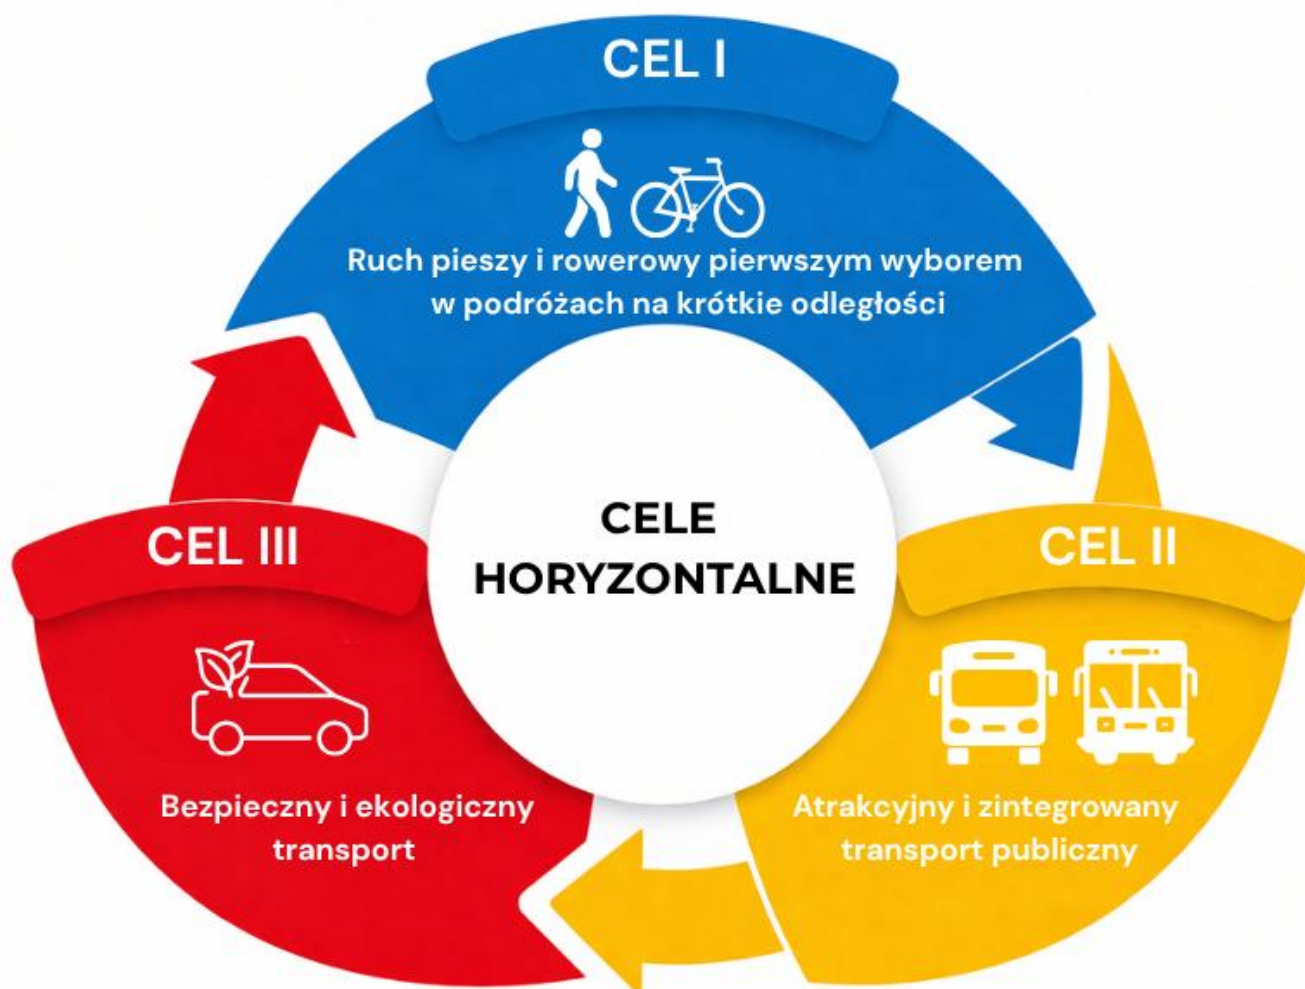 CEL I
Ruch pieszy i rowerowy pierwszym wyborem
w podróżach na krótkie odległości
CELE
HORYZONTALNE
CEL III
Bezpieczny i ekologiczny
transport
CEL II
Atrakcyjny i zintegrowany
transport publiczny